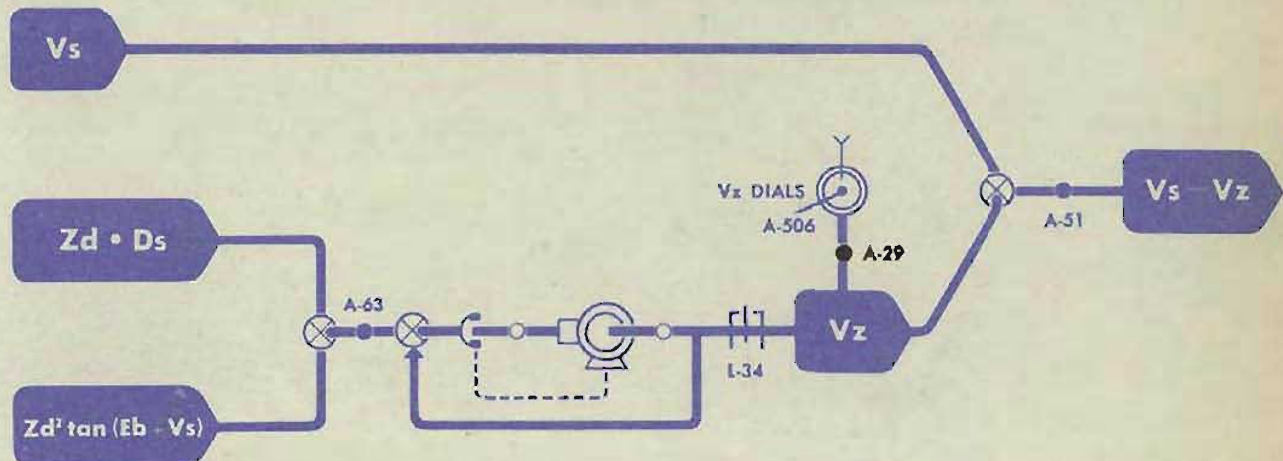 Vs
Vz DIALS
A-506
A-51
Vs Vz
Zd • Ds
A-29
A-63
Vz
L-34
Zd² tan (Eb + Vs)